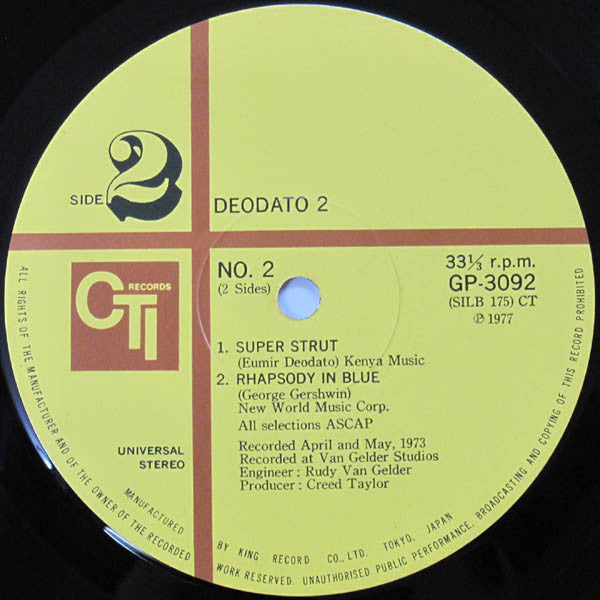 SIDE 2
DEODATO 2
CTI RECORDS
NO. 2
(2 Sides)
33⅓ r.p.m.
GP-3092
(SILB 175) CT
℗ 1977
1. SUPER STRUT
(Eumir Deodato) Kenya Music
2. RHAPSODY IN BLUE
(George Gershwin)
New World Music Corp.
All selections ASCAP
UNIVERSAL
STEREO
Recorded April and May, 1973
Recorded at Van Gelder Studios
Engineer : Rudy Van Gelder
Producer : Creed Taylor
MANUFACTURED BY KING RECORD CO., LTD. TOKYO, JAPAN
ALL RIGHTS OF THE MANUFACTURER AND OF THE OWNER OF THE RECORDED WORK RESERVED. UNAUTHORISED PUBLIC PERFORMANCE, BROADCASTING AND COPYING OF THIS RECORD PROHIBITED